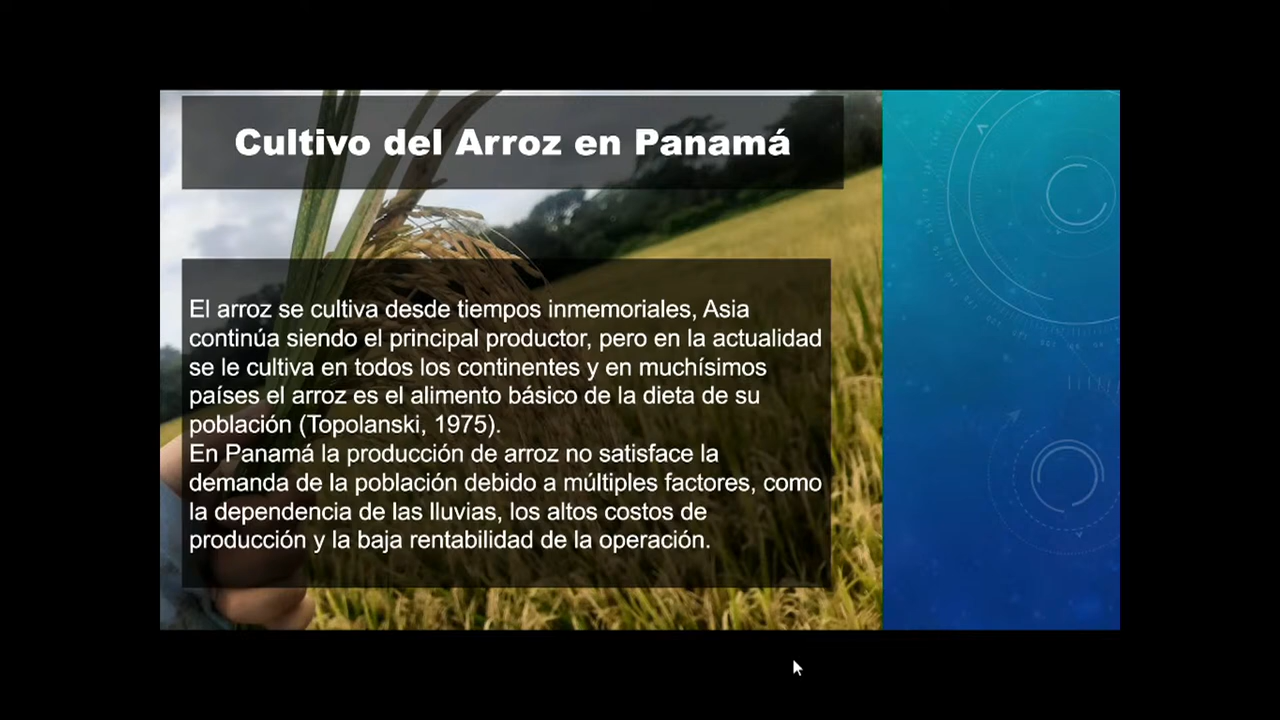 Cultivo del Arroz en Panamá
El arroz se cultiva desde tiempos inmemoriales, Asia
continúa siendo el principal productor, pero en la actualidad
se le cultiva en todos los continentes y en muchísimos
países el arroz es el alimento básico de la dieta de su
población (Topolanski, 1975).
En Panamá la producción de arroz no satisface la
demanda de la población debido a múltiples factores, como
la dependencia de las lluvias, los altos costos de
producción y la baja rentabilidad de la operación.